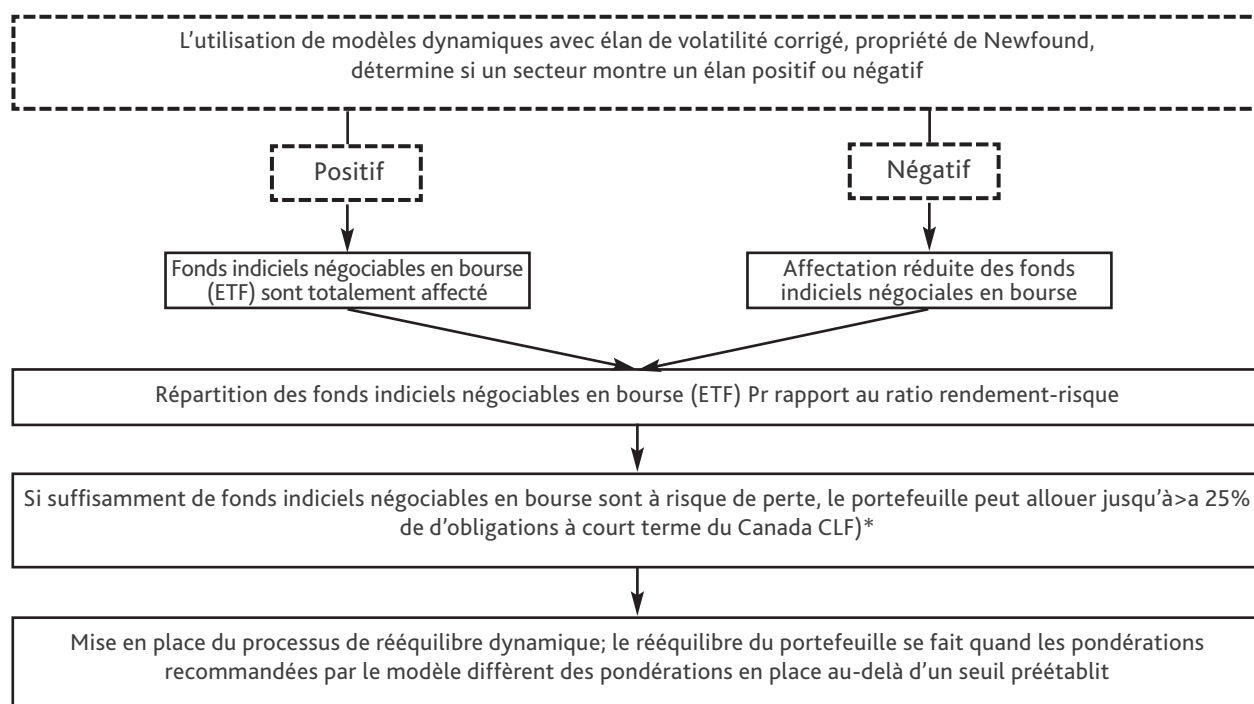 L’utilisation de modèles dynamiques avec élan de volatilité corrigé, propriété de Newfound,
détermine si un secteur montre un élan positif ou négatif
Positif
Négatif
Fonds indiciels négociables en bourse
(ETF) sont totalement affecté
Affectation réduite des fonds
indiciels négociales en bourse
Répartition des fonds indiciels négociables en bourse (ETF) Pr rapport au ratio rendement-risque
Si suffisamment de fonds indiciels négociables en bourse sont à risque de perte, le portefeuille peut allouer jusqu’à>a 25%
de d’obligations à court terme du Canada CLF)*
Mise en place du processus de rééquilibre dynamique; le rééquilibre du portefeuille se fait quand les pondérations
recommandées par le modèle diffèrent des pondérations en place au-delà d’un seuil préétablit